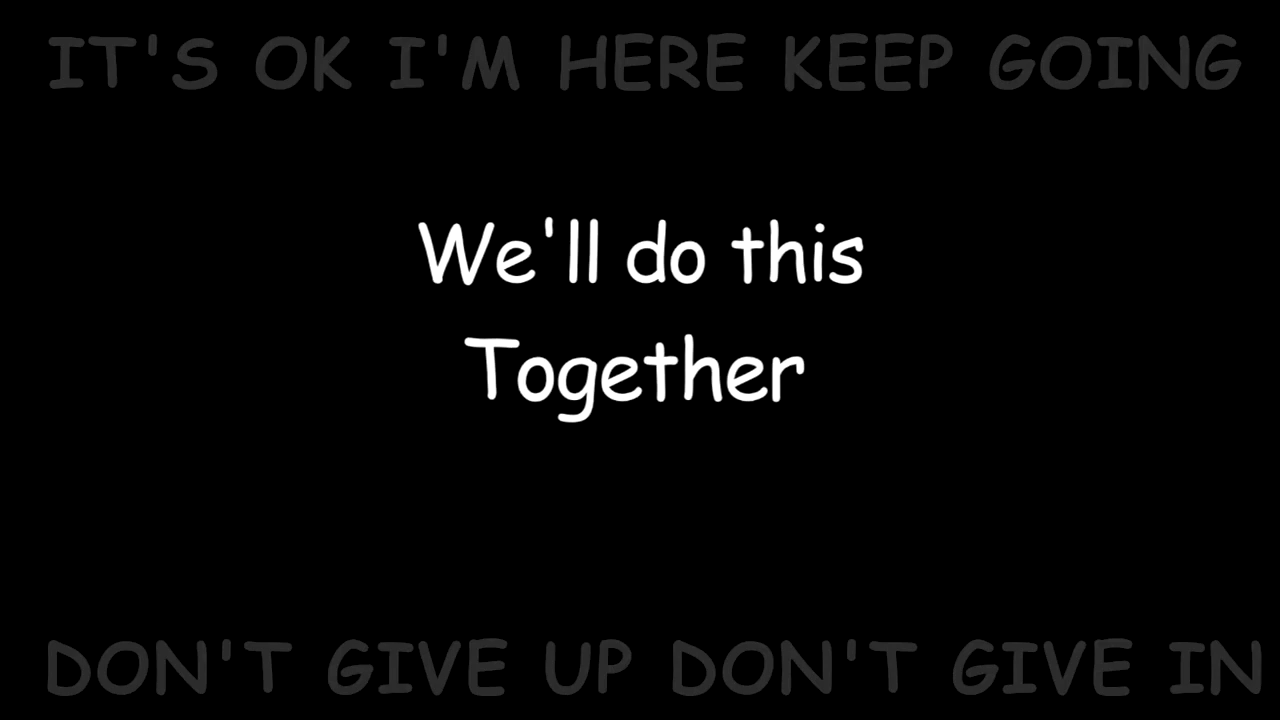 IT'S OK I'M HERE KEEP GOING
We'll do this
Together
DON'T GIVE UP DON'T GIVE IN